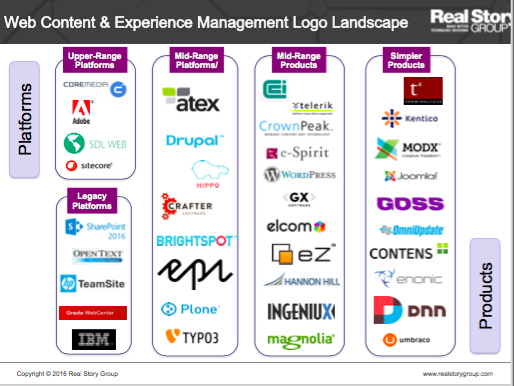 Web Content & Experience Management Logo Landscape
Real Story
GROUP
Platforms
Upper-Range
Platforms
COREMEDIA
Adobe
SDL WEB
sitecore
Legacy
Platforms
SharePoint
2016
OPENTEXT
TeamSite
Oracle WebCenter
IBM
Mid-Range
Platforms/
atex
Drupal
HIPPO
CRAFTER
SOFTWARE
BRIGHTSPOT
epi
Plone
TYPO3
Mid-Range
Products
telerik
CrownPeak
e-Spirit
WORDPRESS
GX
SOFTWARE
elcom
eZ
HANNON HILL
INGENIUX
magnolia
Simpler
Products
t
Kentico
MODX
Joomla!
GOSS
OmniUpdate
CONTENS
enonic
DNN
umbraco
Products
Copyright © 2016 Real Story Group
www.realstorygroup.com